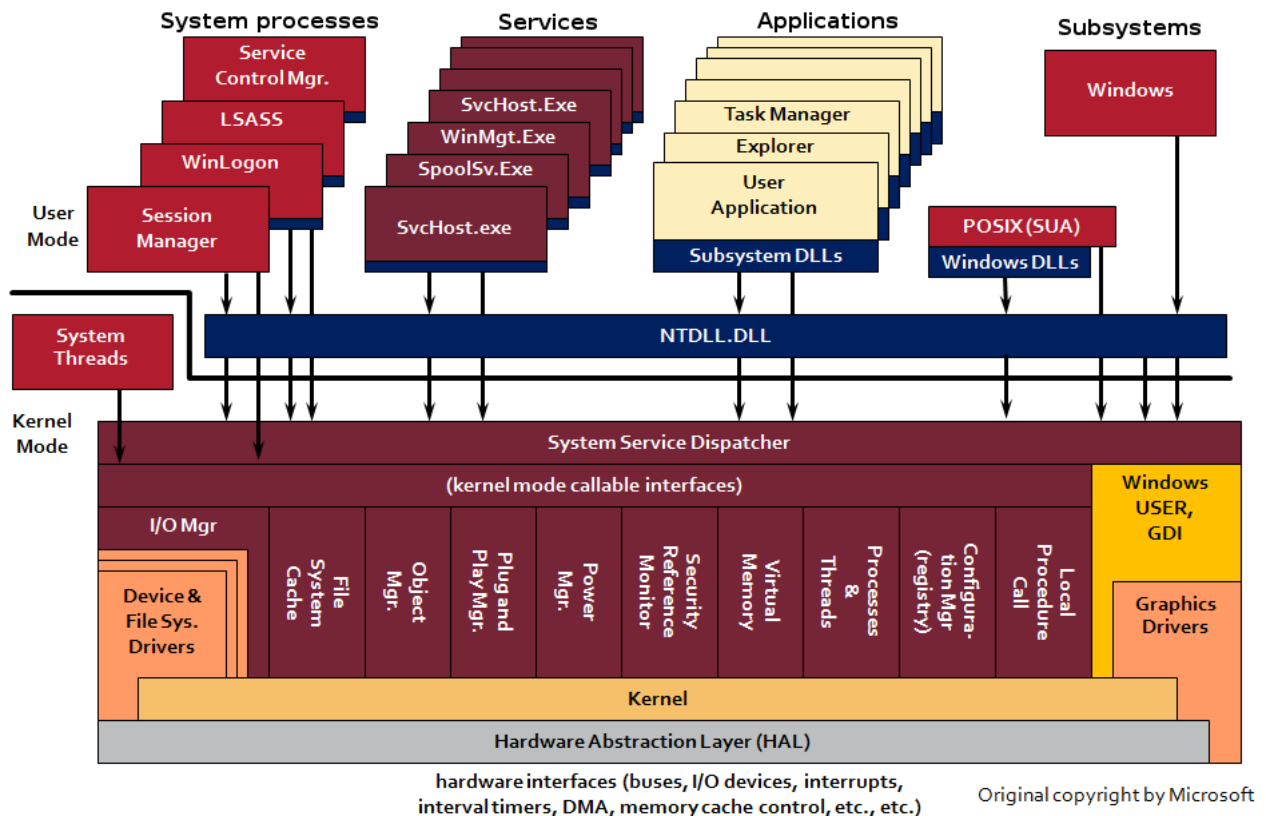 System processes
Services
Applications
Subsystems
Service
Control Mgr.
LSASS
WinLogon
Session
Manager
SvcHost.Exe
WinMgt.Exe
SpoolSv.Exe
SvcHost.exe
Task Manager
Explorer
User
Application
Subsystem DLLs
Windows
POSIX (SUA)
Windows DLLs
User
Mode
System
Threads
NTDLL.DLL
Kernel
Mode
System Service Dispatcher
(kernel mode callable interfaces)
I/O Mgr
Device &
File Sys.
Drivers
File
System
Cache
Object
Mgr.
Plug and
Play Mgr.
Power
Mgr.
Security
Reference
Monitor
Virtual
Memory
Processes
&
Threads
Configura-
tion Mgr
(registry)
Local
Procedure
Call
Windows
USER,
GDI
Graphics
Drivers
Kernel
Hardware Abstraction Layer (HAL)
hardware interfaces (buses, I/O devices, interrupts,
interval timers, DMA, memory cache control, etc., etc.)
Original copyright by Microsoft